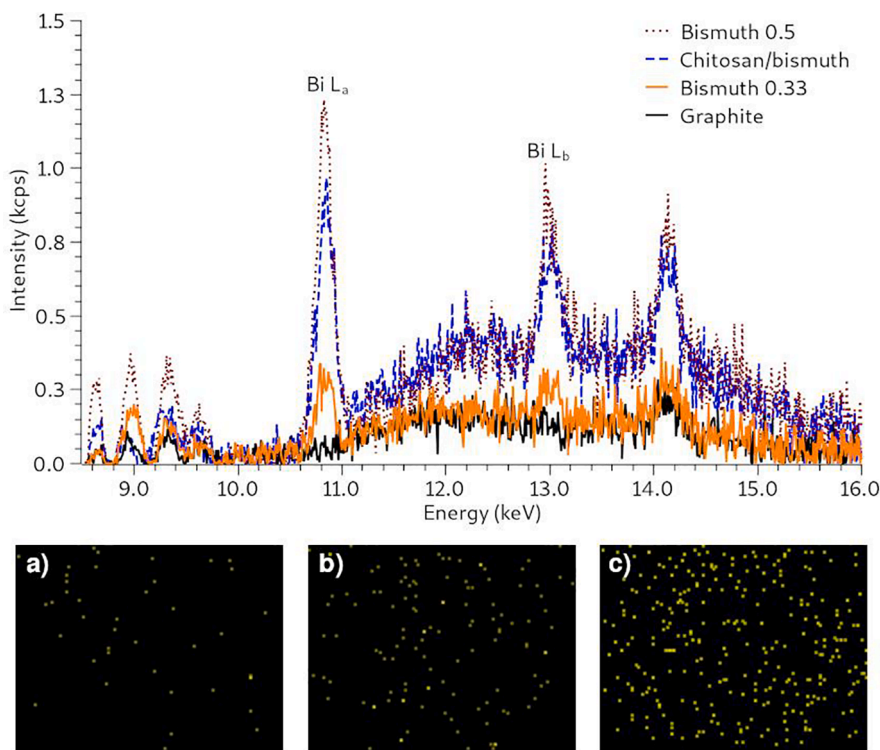 1.5
1.3
1.0
0.8
0.5
0.3
0.0
Intensity (kcps)
Bi Lₐ
Bi L_b
Bismuth 0.5
Chitosan/bismuth
Bismuth 0.33
Graphite
9.0 10.0 11.0 12.0 13.0 14.0 15.0 16.0
Energy (keV)
a) b) c)